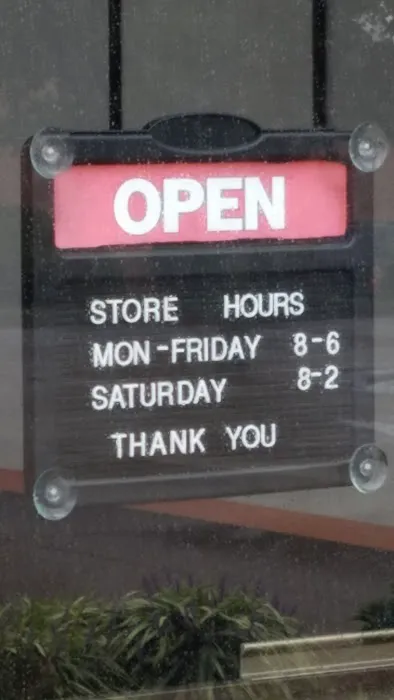 OPEN
STORE HOURS
MON-FRIDAY 8-6
SATURDAY 8-2
THANK YOU